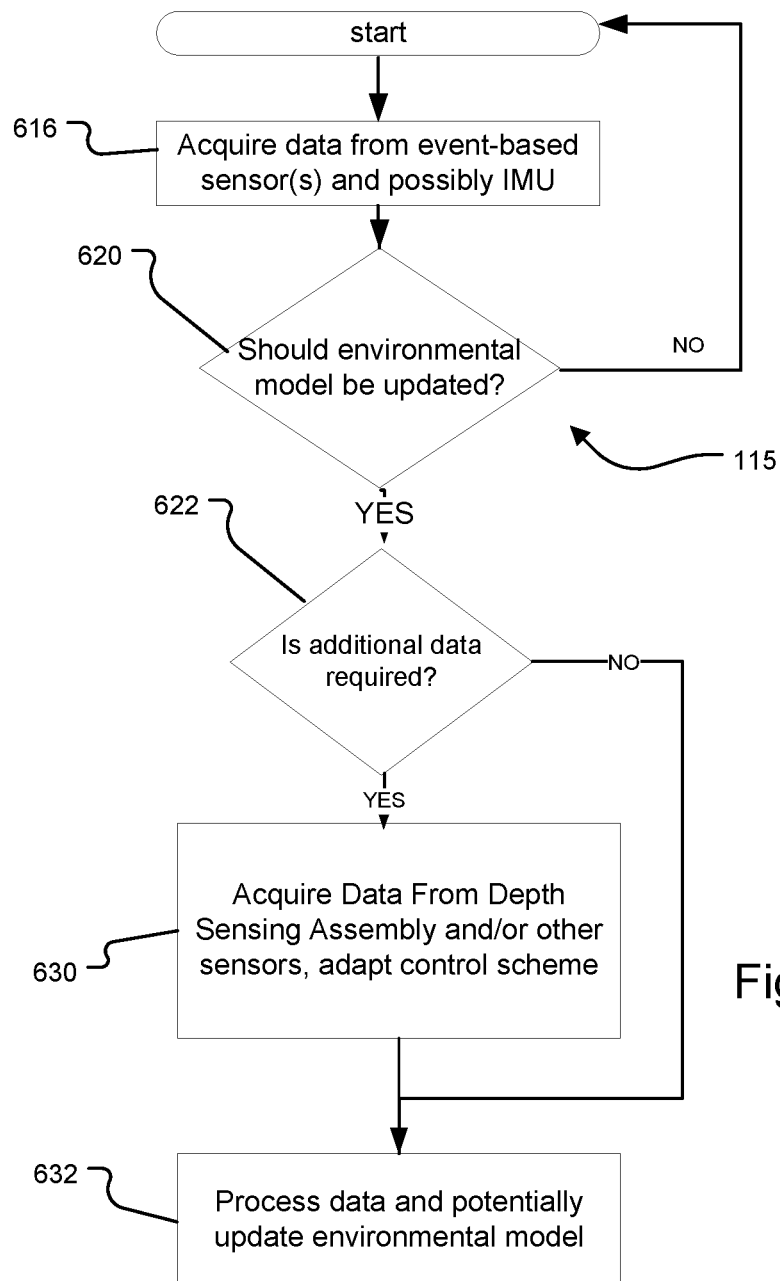 start
616
Acquire data from event-based
sensor(s) and possibly IMU
620
Should environmental
model be updated?
NO
115
YES
622
Is additional data
required?
NO
YES
Acquire Data From Depth
Sensing Assembly and/or other
sensors, adapt control scheme
630
Fig
632
Process data and potentially
update environmental model